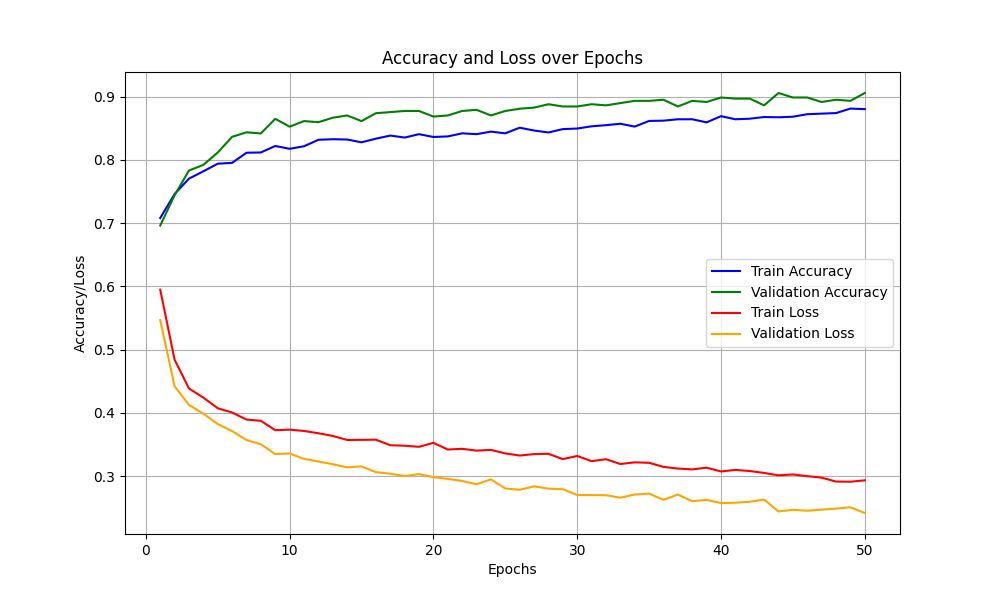 Accuracy and Loss over Epochs
Accuracy/Loss
0.9
0.8
0.7
0.6
0.5
0.4
0.3
Train Accuracy
Validation Accuracy
Train Loss
Validation Loss
0 10 20 30 40 50
Epochs